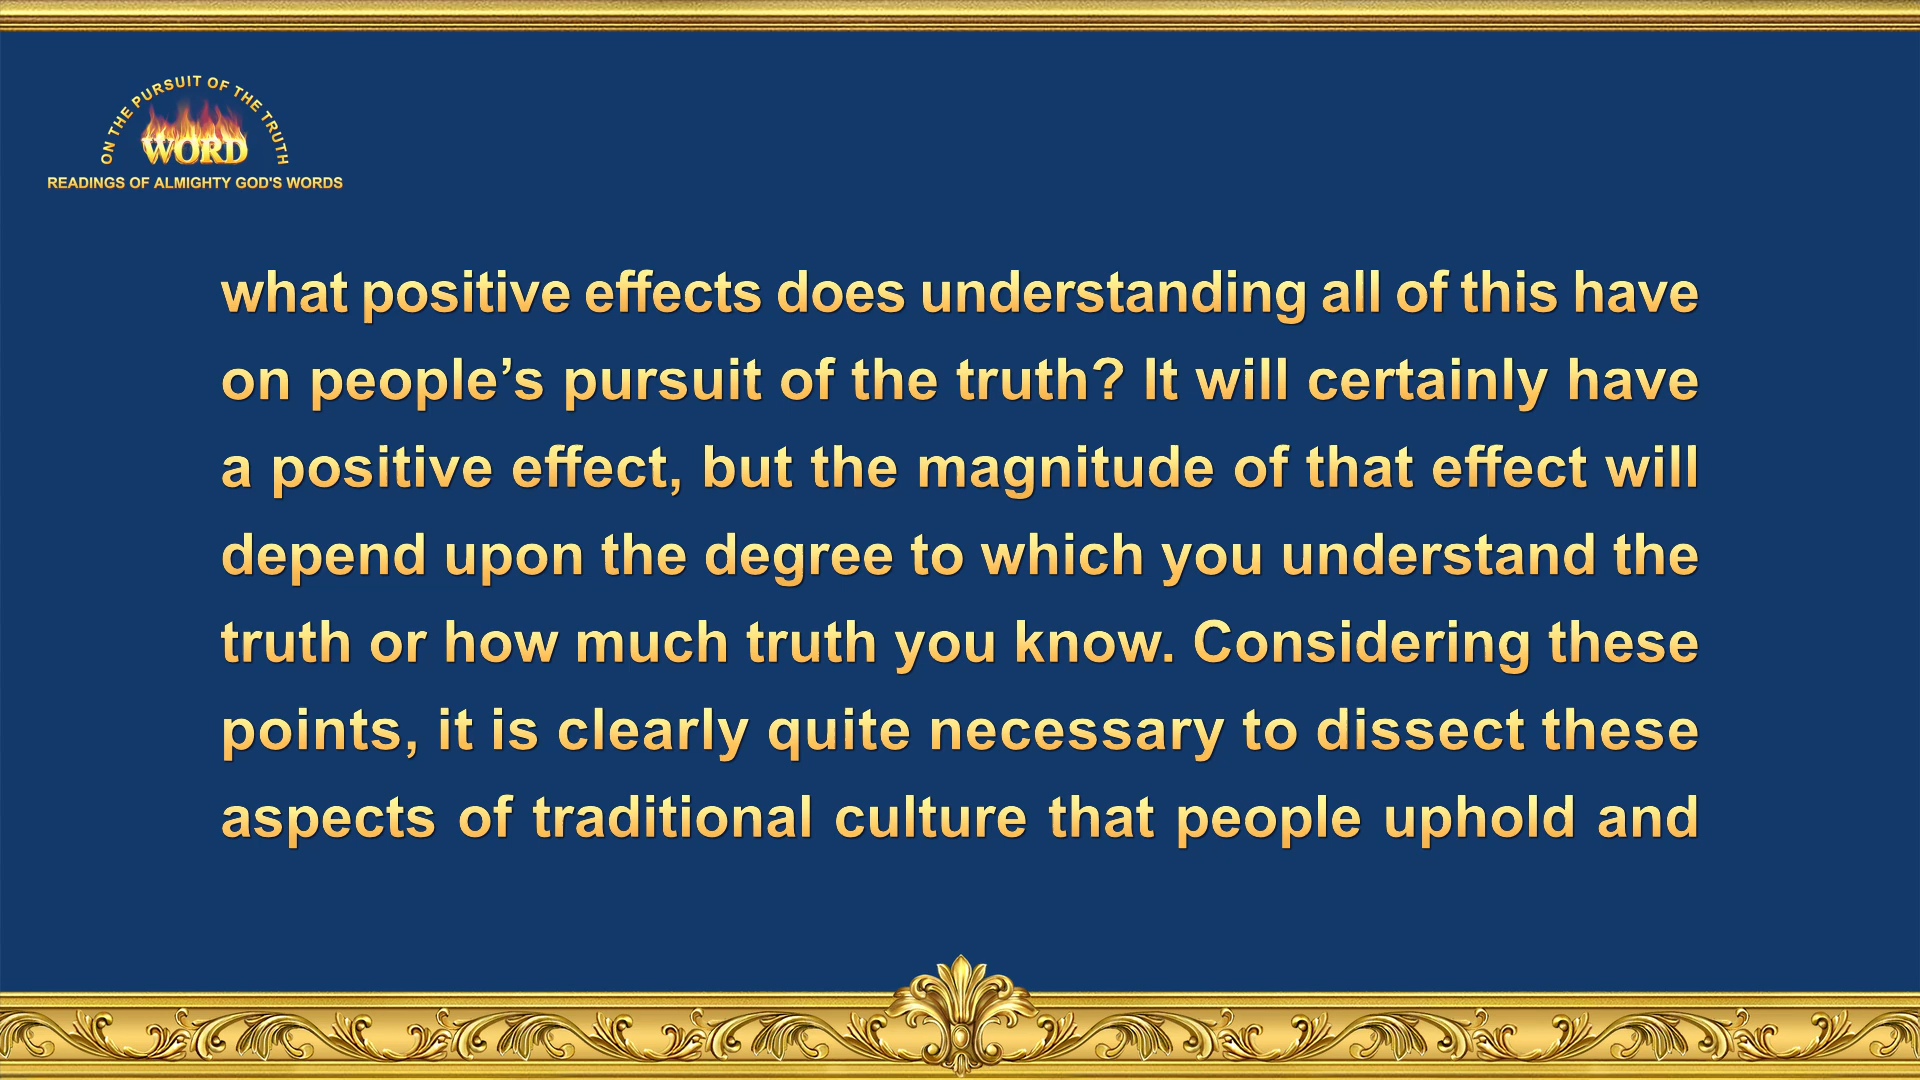 ON THE PURSUIT OF THE TRUTH
WORD
READINGS OF ALMIGHTY GOD'S WORDS
what positive effects does understanding all of this have
on people’s pursuit of the truth? It will certainly have
a positive effect, but the magnitude of that effect will
depend upon the degree to which you understand the
truth or how much truth you know. Considering these
points, it is clearly quite necessary to dissect these
aspects of traditional culture that people uphold and